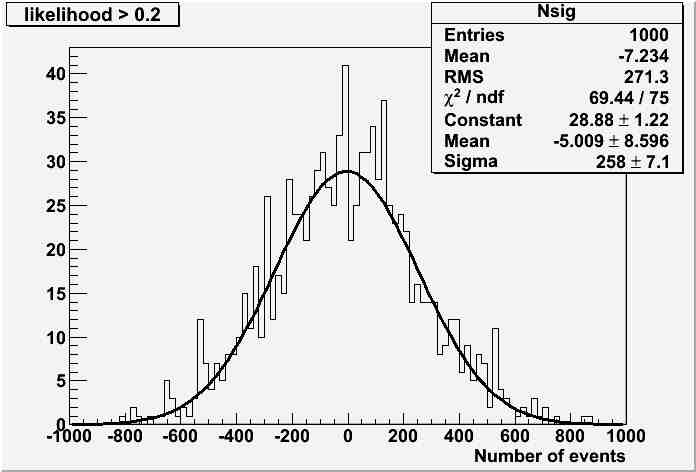 likelihood > 0.2
Nsig
Entries 1000
Mean -7.234
RMS 271.3
χ² / ndf 69.44 / 75
Constant 28.88 ± 1.22
Mean -5.009 ± 8.596
Sigma 258 ± 7.1
40
35
30
25
20
15
10
5
0
-1000 -800 -600 -400 -200 0 200 400 600 800 1000
Number of events